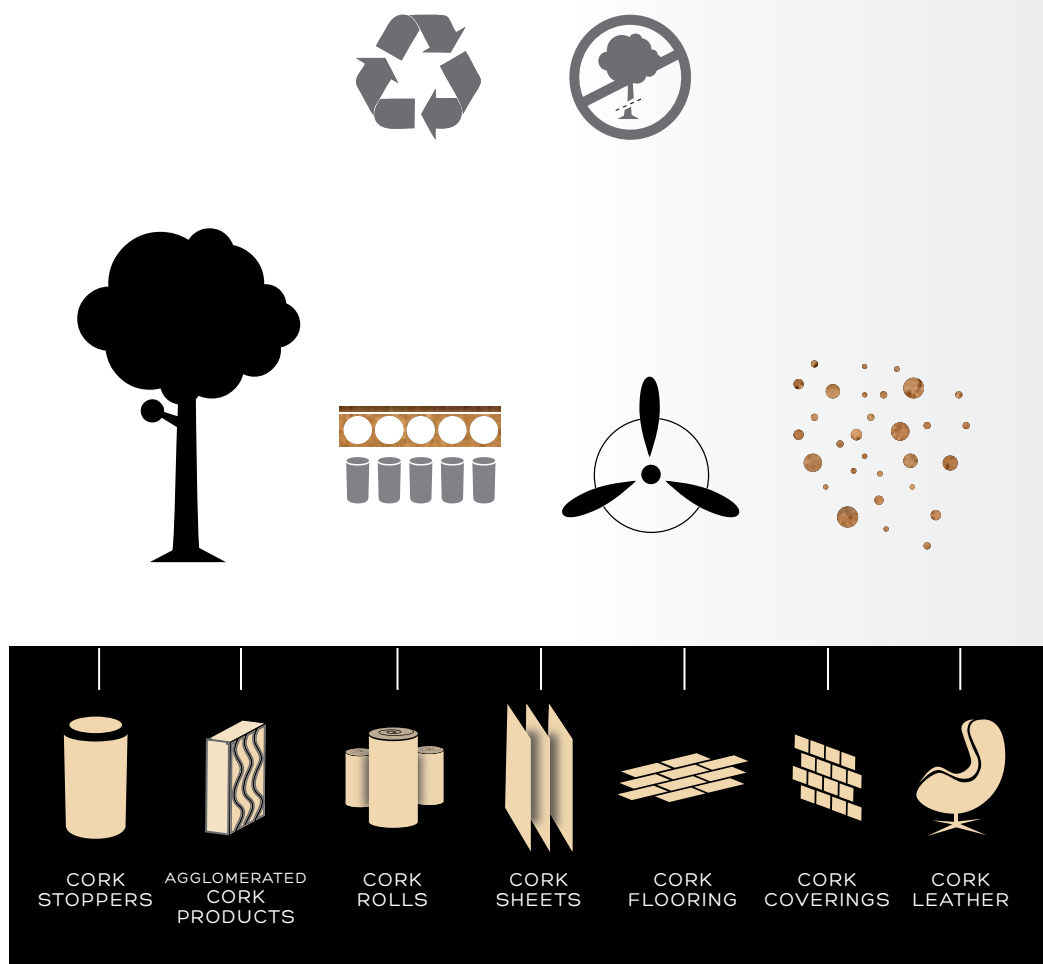 CORK
STOPPERS
AGGLOMERATED
CORK
PRODUCTS
CORK
ROLLS
CORK
SHEETS
CORK
FLOORING
CORK
COVERINGS
CORK
LEATHER